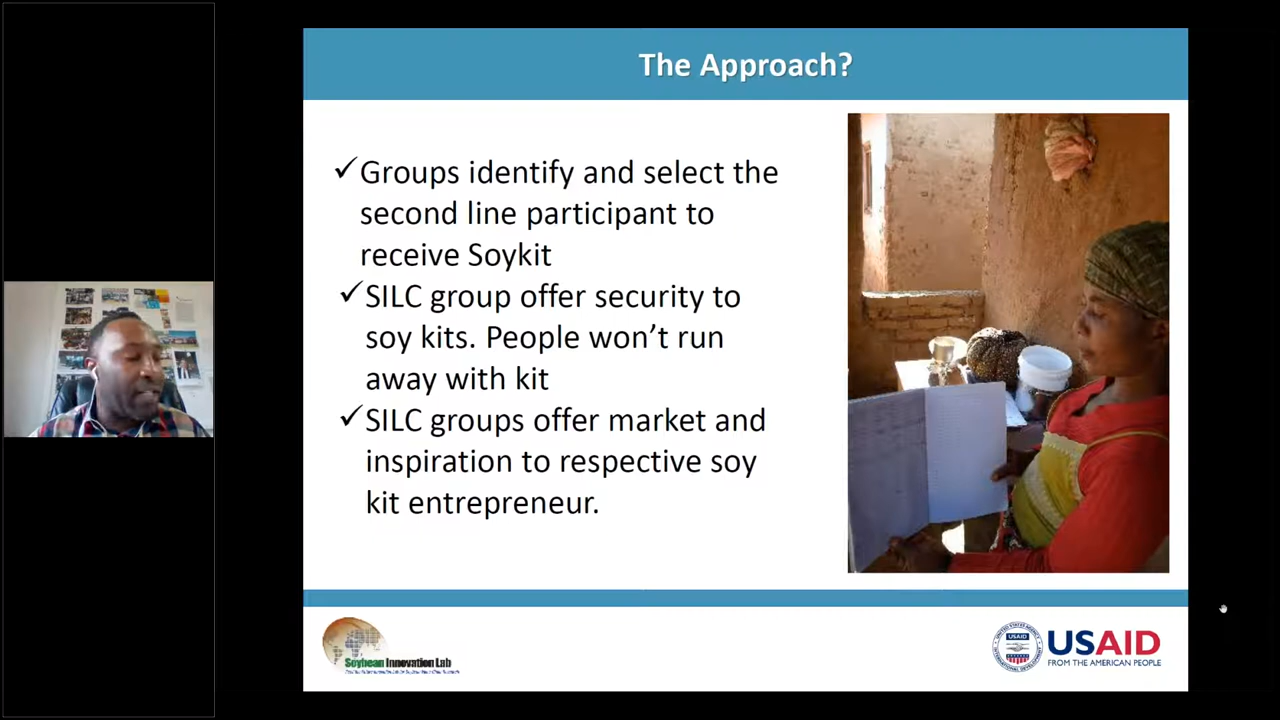 The Approach?
✓Groups identify and select the
second line participant to
receive Soykit
✓SILC group offer security to
soy kits. People won't run
away with kit
✓SILC groups offer market and
inspiration to respective soy
kit entrepreneur.
Soybean Innovation Lab
USAID
USAID
FROM THE AMERICAN PEOPLE